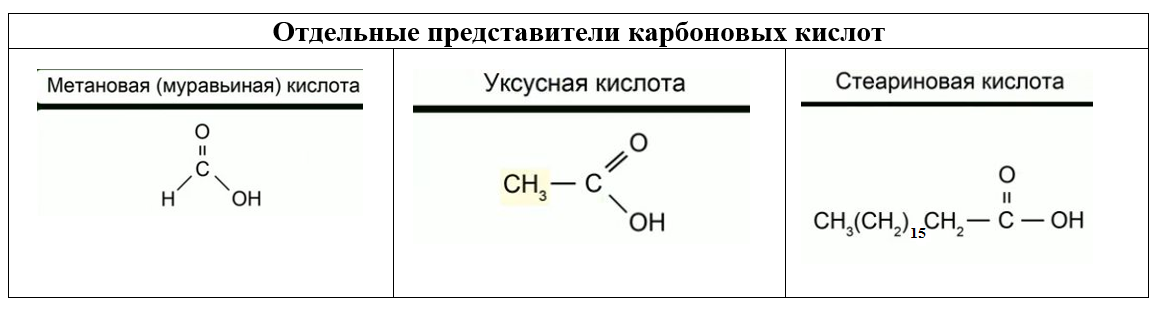 Отдельные представители карбоновых кислот
Метановая (муравьиная) кислота
O
C
H
OH
Уксусная кислота
O
CH₃ — C
OH
Стеариновая кислота
O
CH₃(CH₂)₁₅CH₂ — C — OH